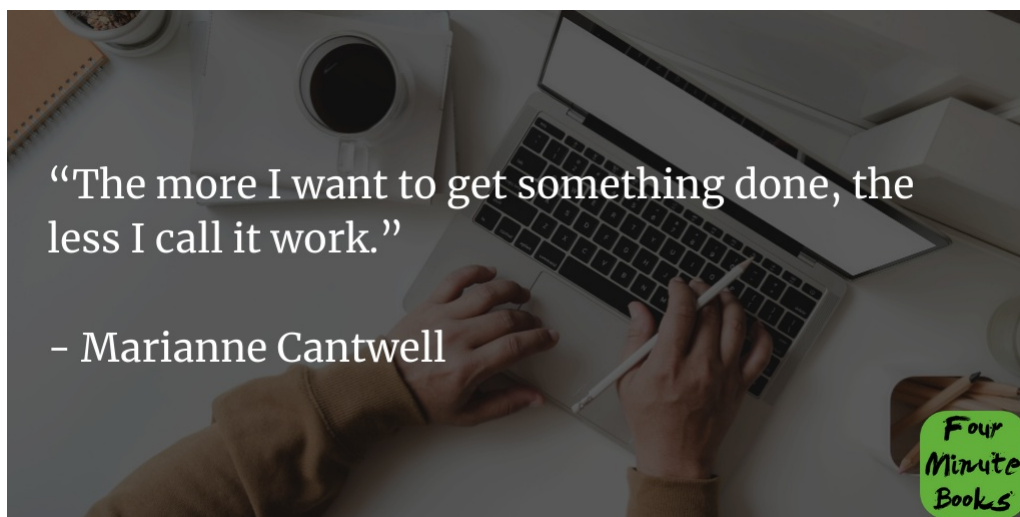 “The more I want to get something done, the
less I call it work.”
- Marianne Cantwell
Four
Minute
Books